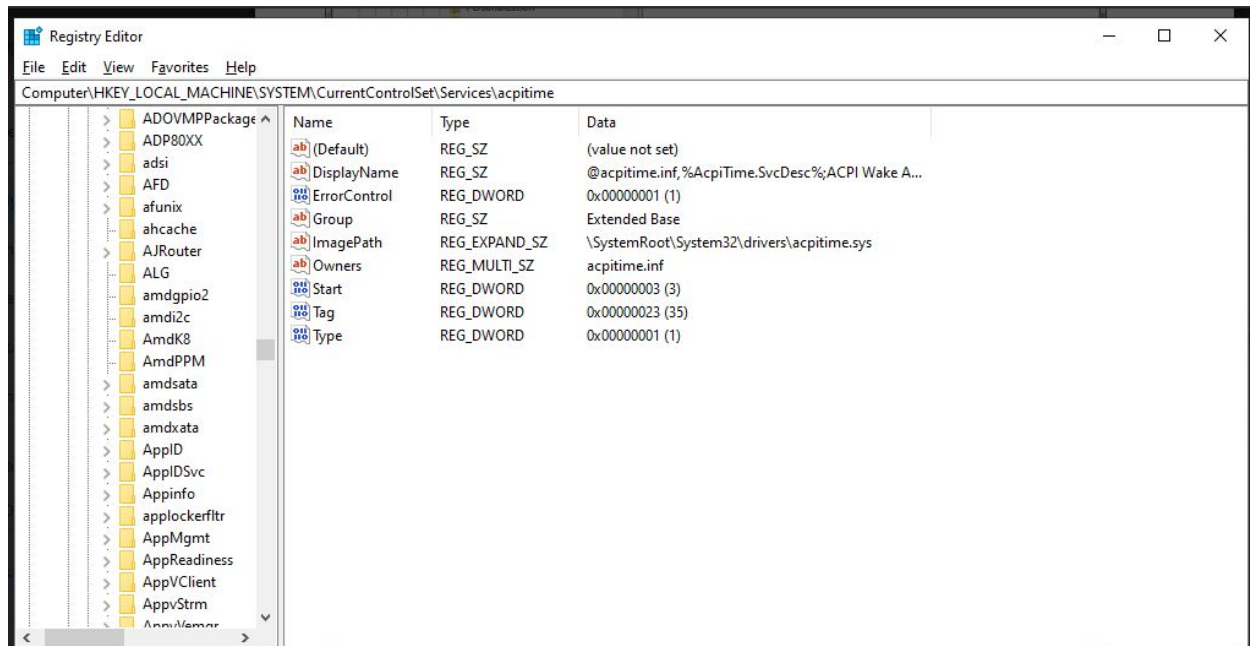 Registry Editor
File Edit View Favorites Help
Computer\HKEY_LOCAL_MACHINE\SYSTEM\CurrentControlSet\Services\acpitime
ADOVMPPackage
ADP80XX
adsi
AFD
afunix
ahcache
AJRouter
ALG
amdgpio2
amdi2c
AmdK8
AmdPPM
amdsata
amdsbs
amdxata
AppID
AppIDSvc
Appinfo
applockerfltr
AppMgmt
AppReadiness
AppVClient
AppvStrm
Name Type Data
(Default) REG_SZ (value not set)
DisplayName REG_SZ @acpitime.inf,%AcpiTime.SvcDesc%;ACPI Wake A...
ErrorControl REG_DWORD 0x00000001 (1)
Group REG_SZ Extended Base
ImagePath REG_EXPAND_SZ \SystemRoot\System32\drivers\acpitime.sys
Owners REG_MULTI_SZ acpitime.inf
Start REG_DWORD 0x00000003 (3)
Tag REG_DWORD 0x00000023 (35)
Type REG_DWORD 0x00000001 (1)